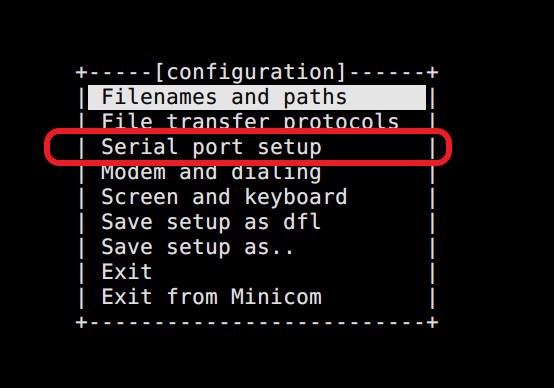 +-----[configuration]------+
| Filenames and paths      |
| File transfer protocols  |
| Serial port setup        |
| Modem and dialing        |
| Screen and keyboard      |
| Save setup as dfl        |
| Save setup as..          |
| Exit                     |
| Exit from Minicom        |
+--------------------------+